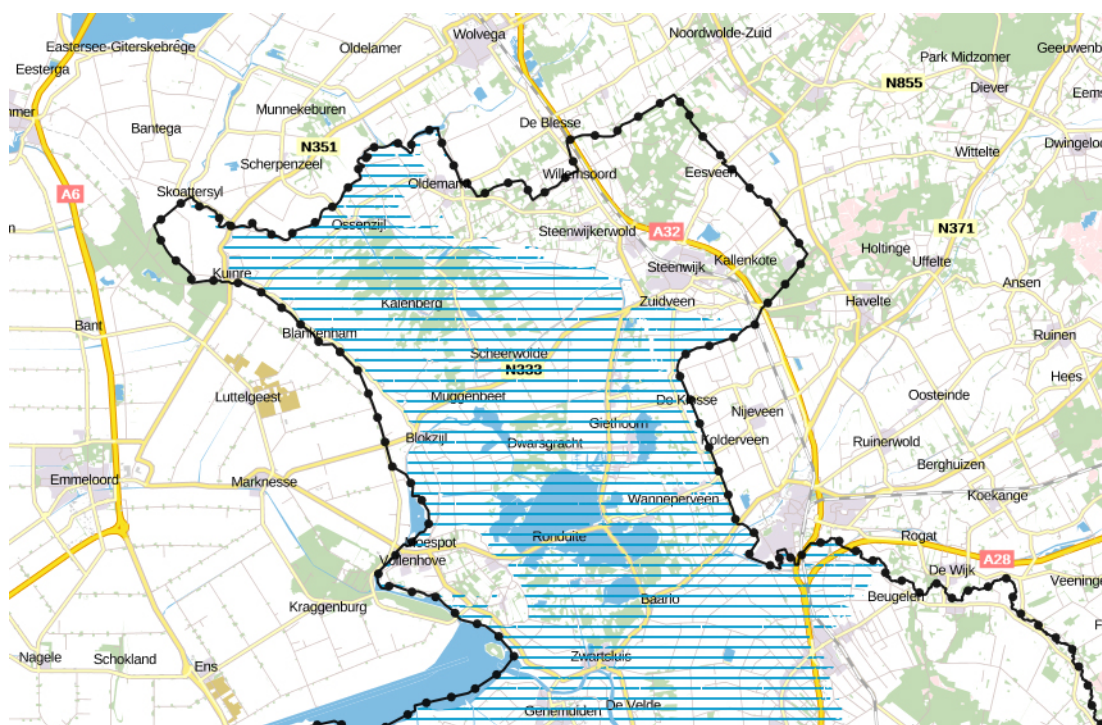 Wolvega
Noordwolde-Zuid
Eastersee-Giterskebrêge
Oldelamer
Park Midzomer
Geeuwenb
Eesterga
N855
Diever
Eems
mmer
Munnekeburen
De Blesse
Bantega
N351
Dwingeloo
Wittelte
Scherpenzeel
Willemsoord
Eesveen
Oldemark
A6
Skoattersyl
Ossenzijl
Steenwijkerwold
A32
N371
Holtinge
Uffelte
Steenwijk
Kallenkote
Kuinre
Ansen
Kalenberg
Zuidveen
Havelte
Bant
Blankenham
Ruinen
Scheerwolde
N333
Hees
Luttelgeest
Muggenbeet
De Klosse
Oosteinde
Nijeveen
Giethoorn
Blokzijl
Dwarsgracht
Kolderveen
Ruinerwold
Berghuizen
Emmeloord
Marknesse
Wanneperveen
Koekange
Moespot
Ronduite
Rogat
Vollenhove
A28
De Wijk
Veeninge
Kraggenburg
Baarlo
Beugelen
Nagele
Schokland
Ens
Zwartsluis
Genemuiden
De Velde